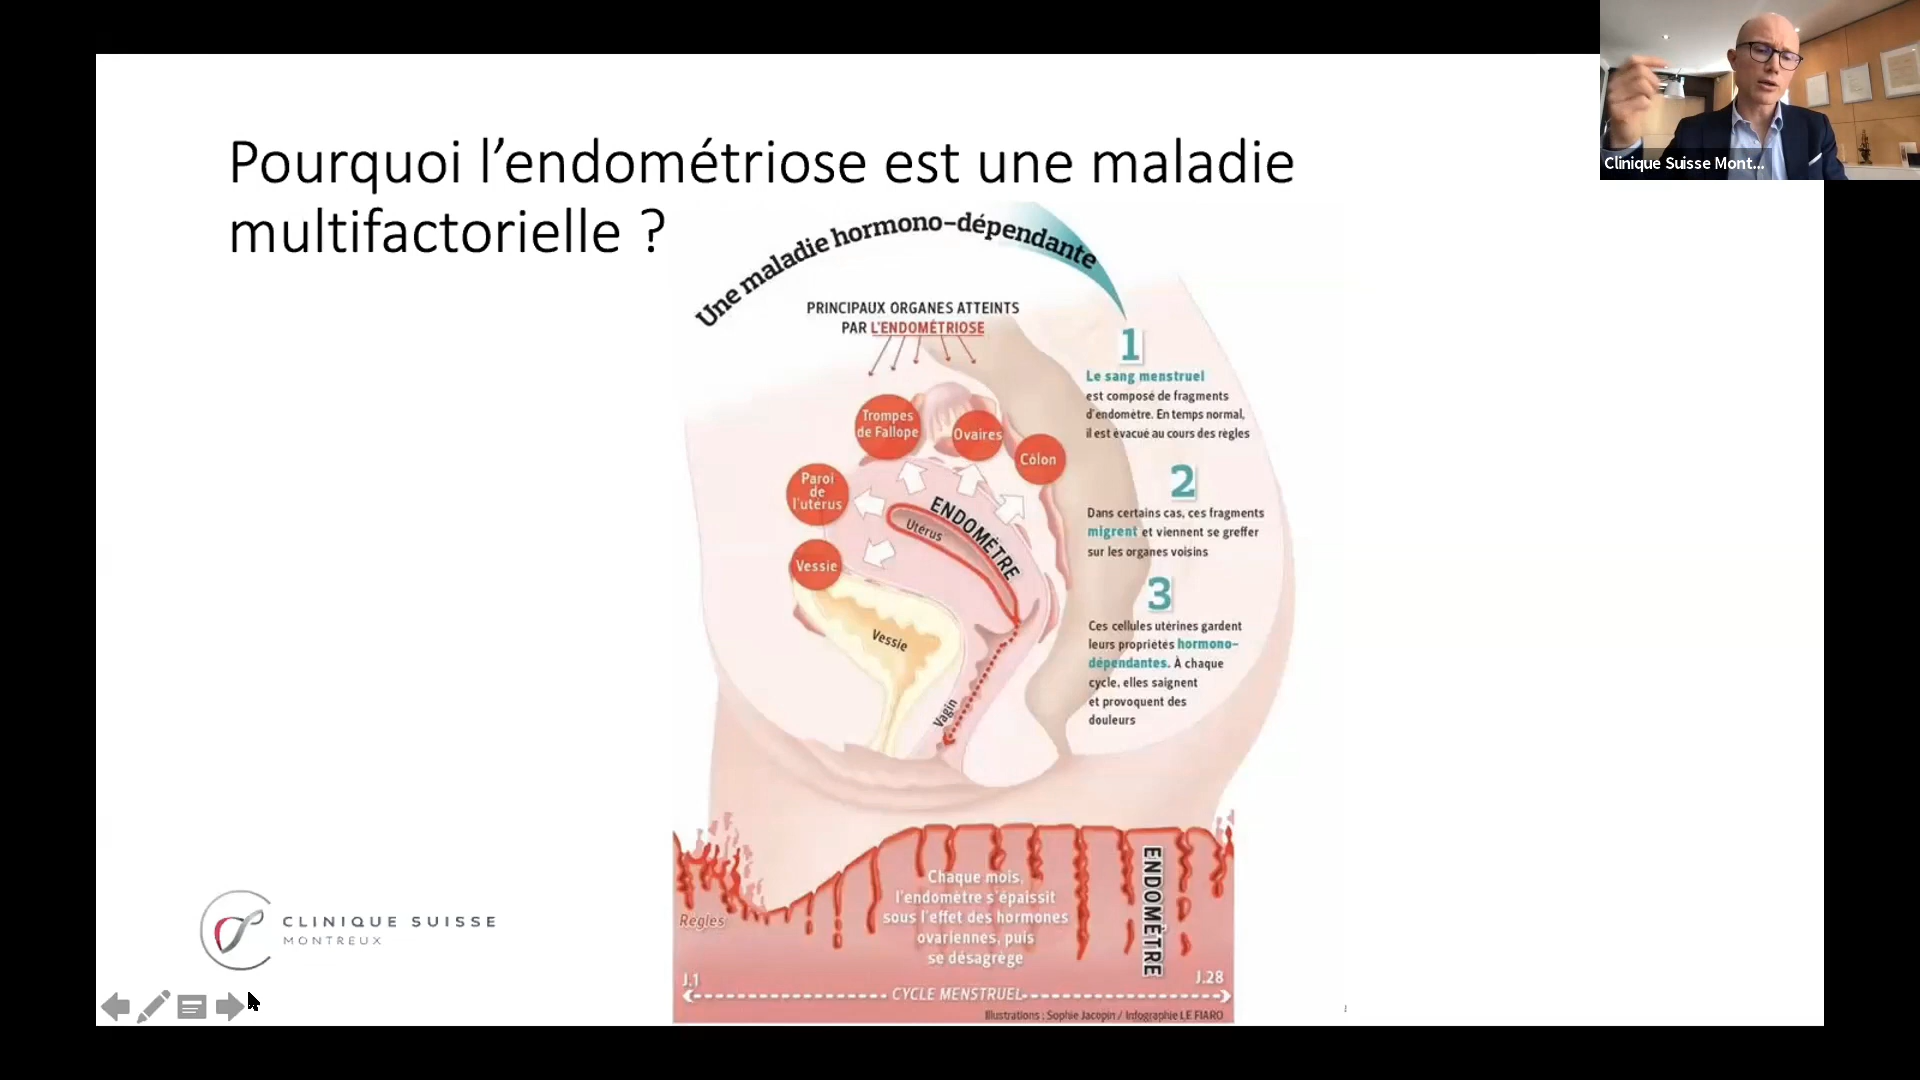 Pourquoi l’endométriose est une maladie
multifactorielle ?
Clinique Suisse Mont...
Une maladie hormono-dépendante
PRINCIPAUX ORGANES ATTEINTS
PAR L'ENDOMÉTRIOSE
1
Le sang menstruel
est composé de fragments
d'endomètre. En temps normal,
il est évacué au cours des règles
Trompes
de Fallope
Ovaires
Côlon
Paroi
de
l'utérus
Vessie
ENDOMÈTRE
Utérus
2
Dans certains cas, ces fragments
migrent et viennent se greffer
sur les organes voisins
3
Ces cellules utérines gardent
leurs propriétés hormono-
dépendantes. À chaque
cycle, elles saignent
et provoquent des
douleurs
Vessie
Vagin
Règles
Chaque mois,
l'endomètre s'épaissit
sous l'effet des hormones
ovariennes, puis
se désagrège
ENDOMÈTRE
J.1
J.28
CYCLE MENSTRUEL
Illustrations : Sophie Jacopin / Infographie LE FIARO
CLINIQUE SUISSE
MONTREUX